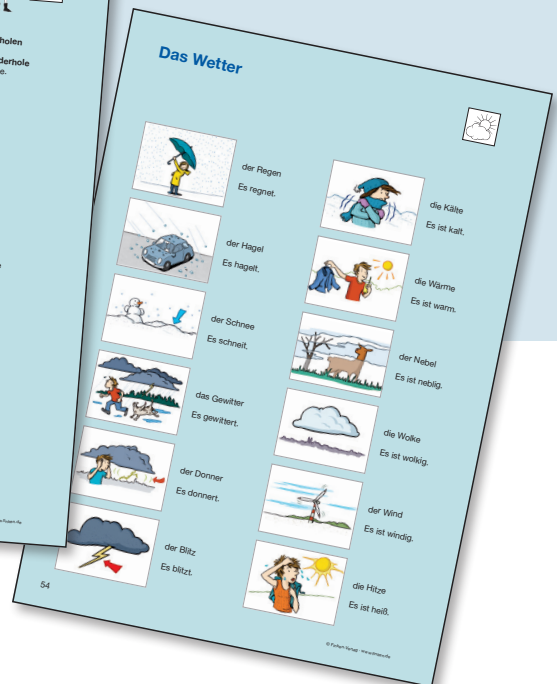 holen
derhole
e.
Das Wetter
der Regen
Es regnet.
der Hagel
Es hagelt.
der Schnee
Es schneit.
das Gewitter
Es gewittert.
der Donner
Es donnert.
der Blitz
Es blitzt.
die Kälte
Es ist kalt.
die Wärme
Es ist warm.
der Nebel
Es ist neblig.
die Wolke
Es ist wolkig.
der Wind
Es ist windig.
die Hitze
Es ist heiß.
54